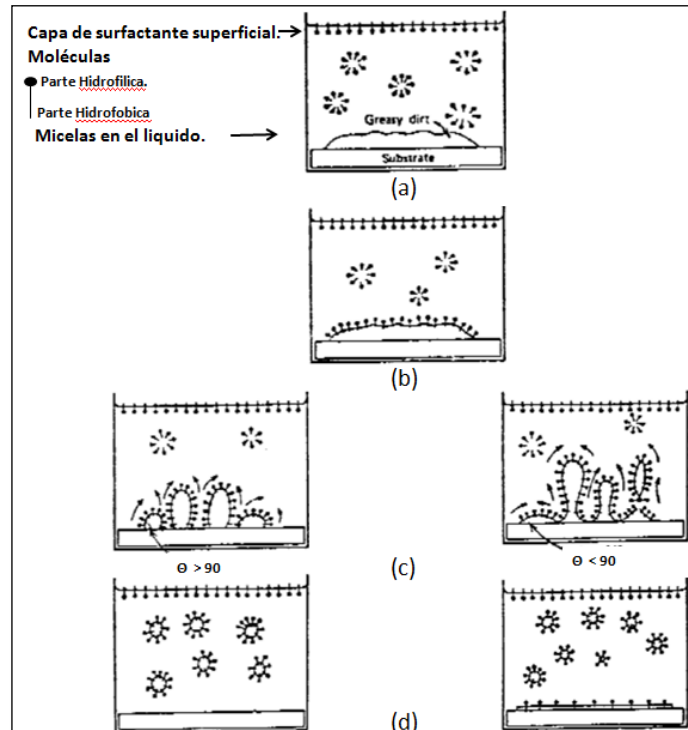 Capa de surfactante superficial.
Moléculas
Parte Hidrofilica.
Parte Hidrofobica
Micelas en el liquido.
Greasy dirt
Substrate
(a)
(b)
(c)
Θ > 90
Θ < 90
(d)